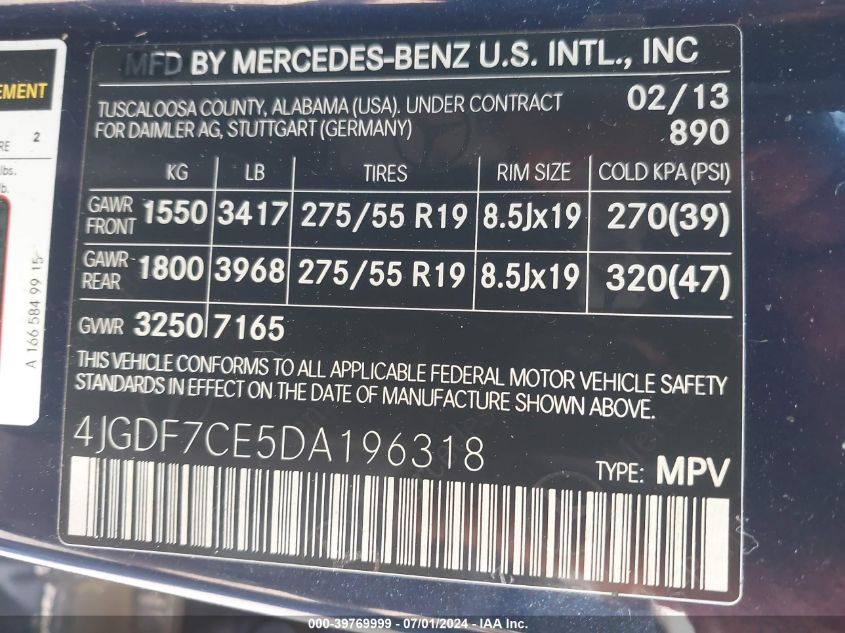 MFD BY MERCEDES-BENZ U.S. INTL., INC
TUSCALOOSA COUNTY, ALABAMA (USA). UNDER CONTRACT 02/13
FOR DAIMLER AG, STUTTGART (GERMANY) 890
KG LB TIRES RIM SIZE COLD KPA (PSI)
GAWR FRONT 1550 3417 275/55 R19 8.5Jx19 270(39)
GAWR REAR 1800 3968 275/55 R19 8.5Jx19 320(47)
GVWR 3250 7165
THIS VEHICLE CONFORMS TO ALL APPLICABLE FEDERAL MOTOR VEHICLE SAFETY
STANDARDS IN EFFECT ON THE DATE OF MANUFACTURE SHOWN ABOVE.
4JGDF7CE5DA196318
TYPE: MPV
EMENT
RE 2
lbs.
lb.
A 166 584 99 15
000-39769999 - 07/01/2024 - IAA Inc.